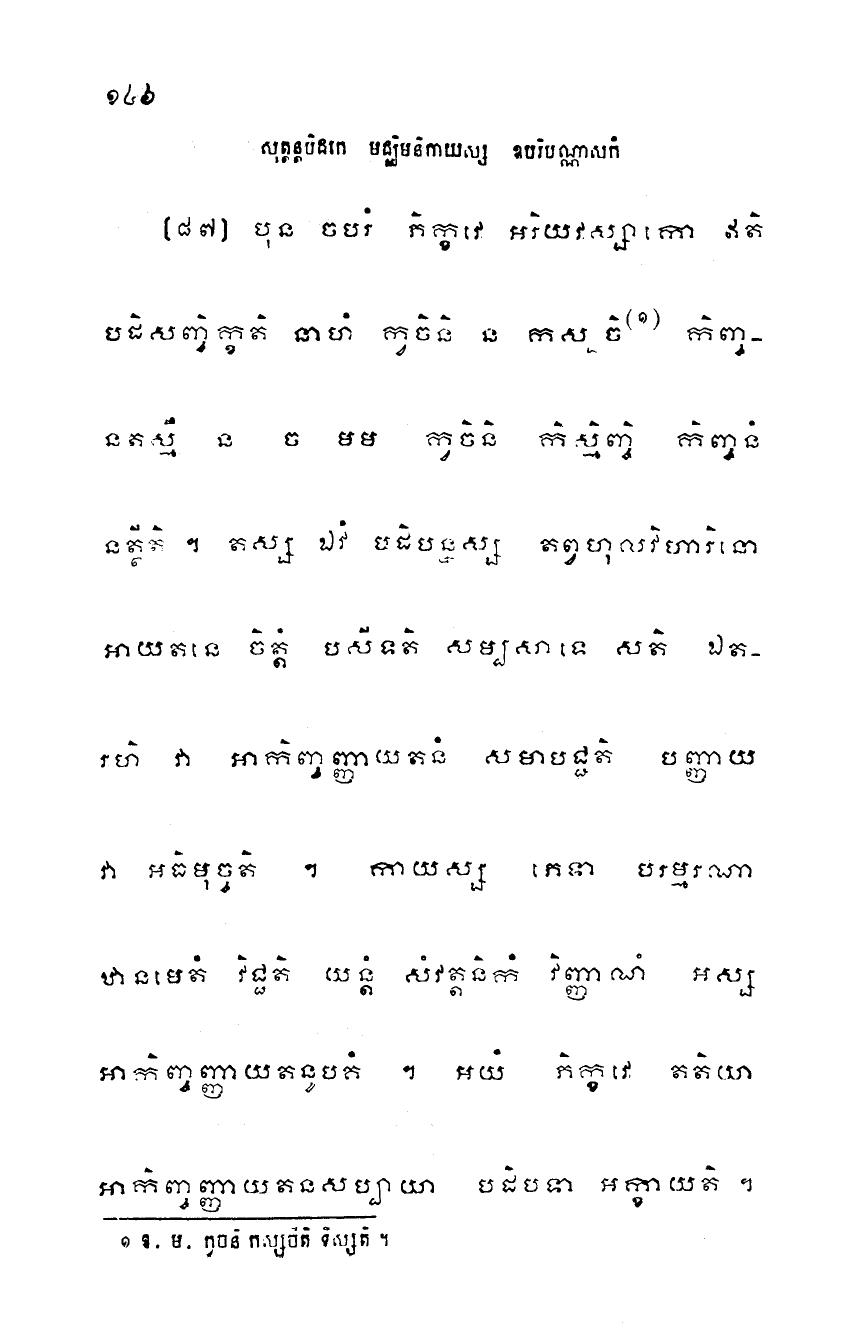 ១៤៦
សុត្តន្តបិដកេ មជ្ឈិមនិកាយស្ស ឧបរិបណ្ណាសកំ
(៨៧) បុន ចបរំ ភិក្ខវេ អរិយវស្សាកោ ឥតិ
បដិសញ្ចិក្ខតិ នាហំ ក្វចិនិ ន កស្ស ចិ(១) កិញ្ច-
នតស្មឹ ន ច មម ក្វចិនិ កិស្មិញ្ចិ កិញ្ចនំ
នត្ថីតិ ។ តស្ស ឯវំ បដិបន្នស្ស តព្វហុលវិហារិនោ
អាយតនេ ចិត្តំ បសីទតិ សម្បសាទេ សតិ ឯត-
រហិ វា អាកិញ្ចញ្ញាយតនំ សមាបជ្ជតិ បញ្ញាយ
វា អធិមុច្ចតិ ។ កាយស្ស ភេទា បរម្មរណា
ឋានមេតំ វិជ្ជតិ យន្តំ សំវត្តនិកំ វិញ្ញាណំ អស្ស
អាកិញ្ចញ្ញាយតនូបកំ ។ អយំ ភិក្ខវេ តតិយា
អាកិញ្ចញ្ញាយតនសប្បាយា បដិបទា អក្ខាយតិ ។
១ ឱ. ម. ក្វចនិ កស្សចីតិ ទិស្សតិ ។